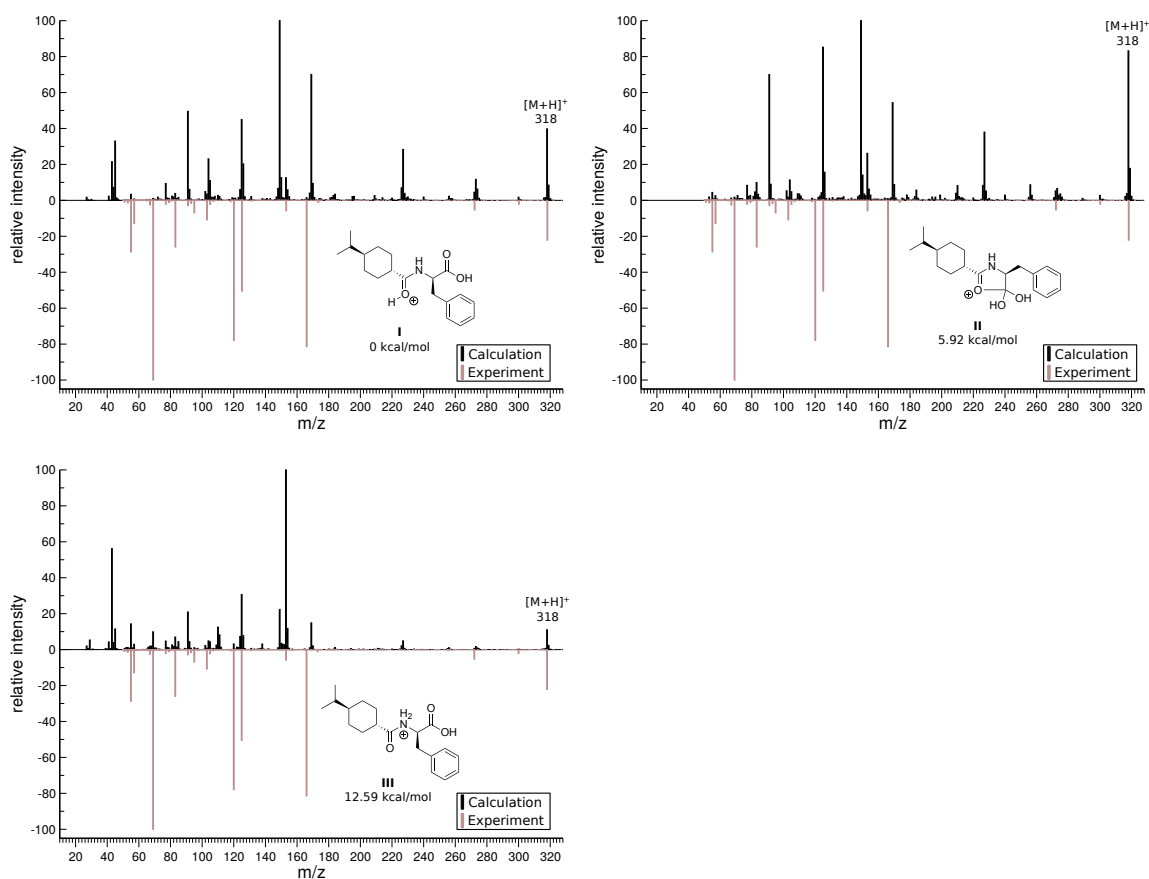 100
80
60
40
20
0
-20
-40
-60
-80
-100
relative intensity
[M+H]+
318
H
N
O
OH
O
H
⊕
I
0 kcal/mol
Calculation
Experiment
20 40 60 80 100 120 140 160 180 200 220 240 260 280 300 320
m/z
100
80
60
40
20
0
-20
-40
-60
-80
-100
relative intensity
[M+H]+
318
H
N
O
⊕
HO
OH
II
5.92 kcal/mol
Calculation
Experiment
20 40 60 80 100 120 140 160 180 200 220 240 260 280 300 320
m/z
100
80
60
40
20
0
-20
-40
-60
-80
-100
relative intensity
[M+H]+
318
H2
N
⊕
O
OH
O
III
12.59 kcal/mol
Calculation
Experiment
20 40 60 80 100 120 140 160 180 200 220 240 260 280 300 320
m/z